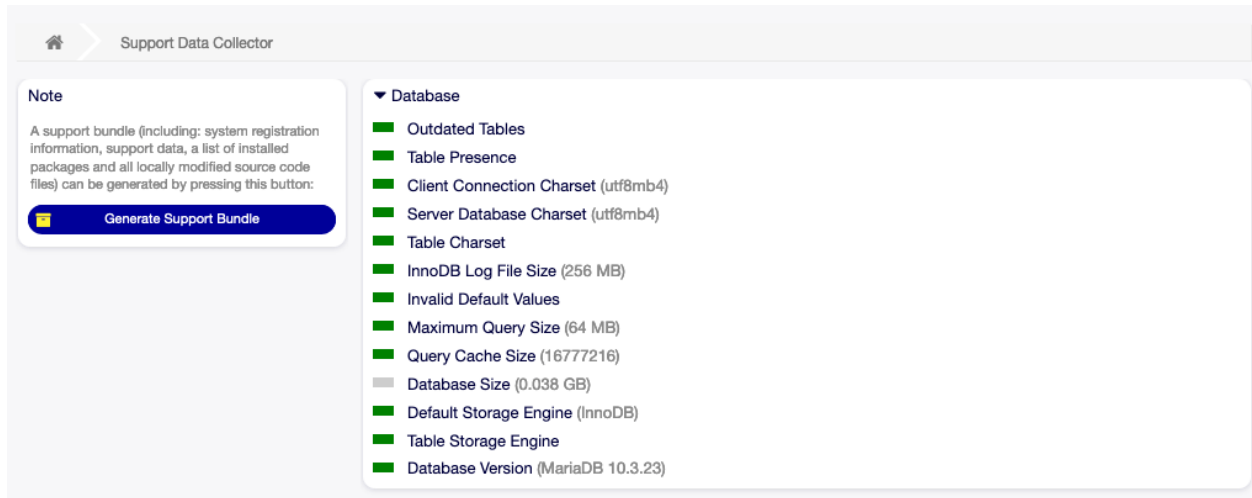 Support Data Collector
Note
A support bundle (including: system registration
information, support data, a list of installed
packages and all locally modified source code
files) can be generated by pressing this button:
Generate Support Bundle
Database
Outdated Tables
Table Presence
Client Connection Charset (utf8mb4)
Server Database Charset (utf8mb4)
Table Charset
InnoDB Log File Size (256 MB)
Invalid Default Values
Maximum Query Size (64 MB)
Query Cache Size (16777216)
Database Size (0.038 GB)
Default Storage Engine (InnoDB)
Table Storage Engine
Database Version (MariaDB 10.3.23)